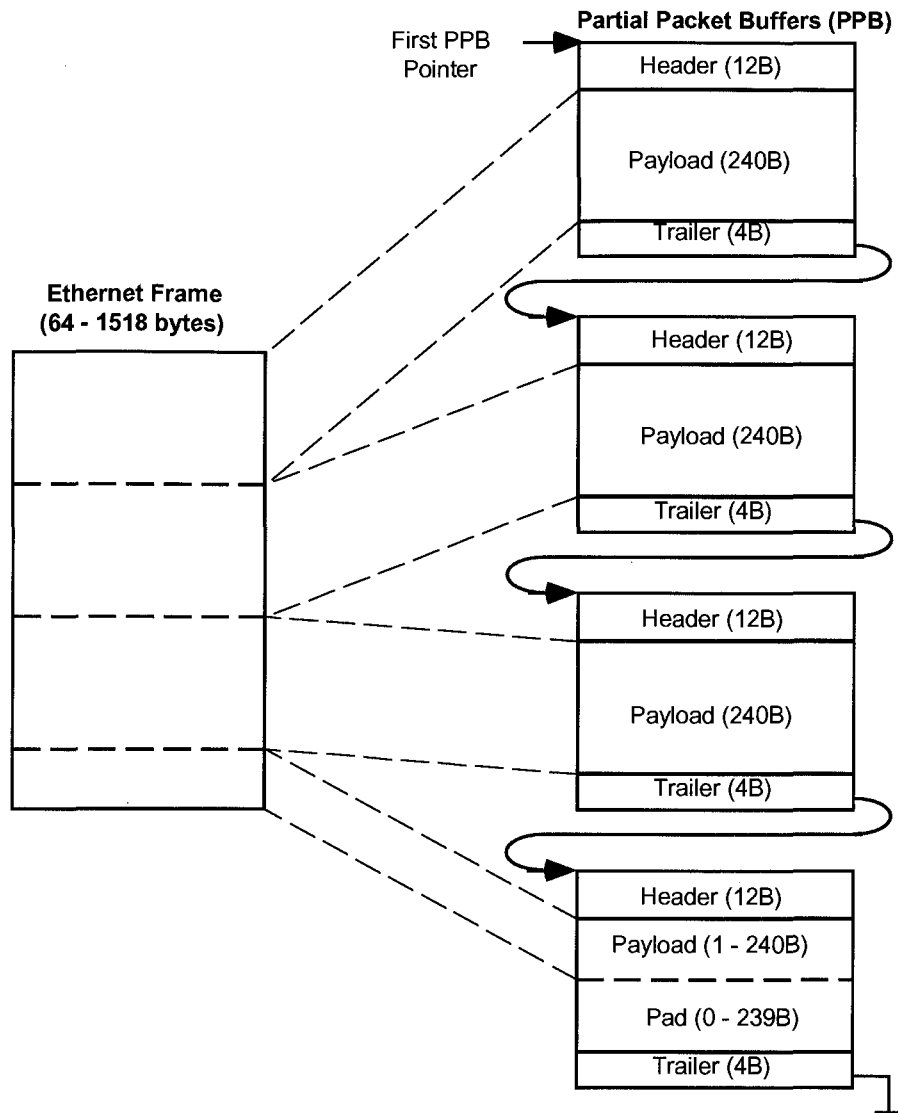 Partial Packet Buffers (PPB)
First PPB
Pointer
Header (12B)
Payload (240B)
Trailer (4B)
Ethernet Frame
(64 - 1518 bytes)
Header (12B)
Payload (240B)
Trailer (4B)
Header (12B)
Payload (240B)
Trailer (4B)
Header (12B)
Payload (1 - 240B)
Pad (0 - 239B)
Trailer (4B)